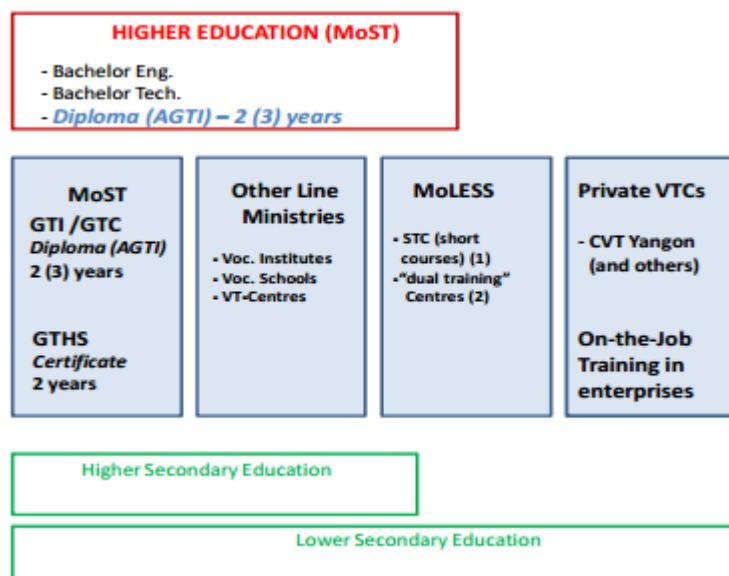 HIGHER EDUCATION (MoST)
- Bachelor Eng.
- Bachelor Tech.
- Diploma (AGTI) – 2 (3) years
MoST
GTI /GTC
Diploma (AGTI)
2 (3) years
GTHS
Certificate
2 years
Other Line
Ministries
- Voc. Institutes
- Voc. Schools
- VT-Centres
MoLESS
- STC (short
courses) (1)
-“dual training”
Centres (2)
Private VTCs
- CVT Yangon
(and others)
On-the-Job
Training in
enterprises
Higher Secondary Education
Lower Secondary Education